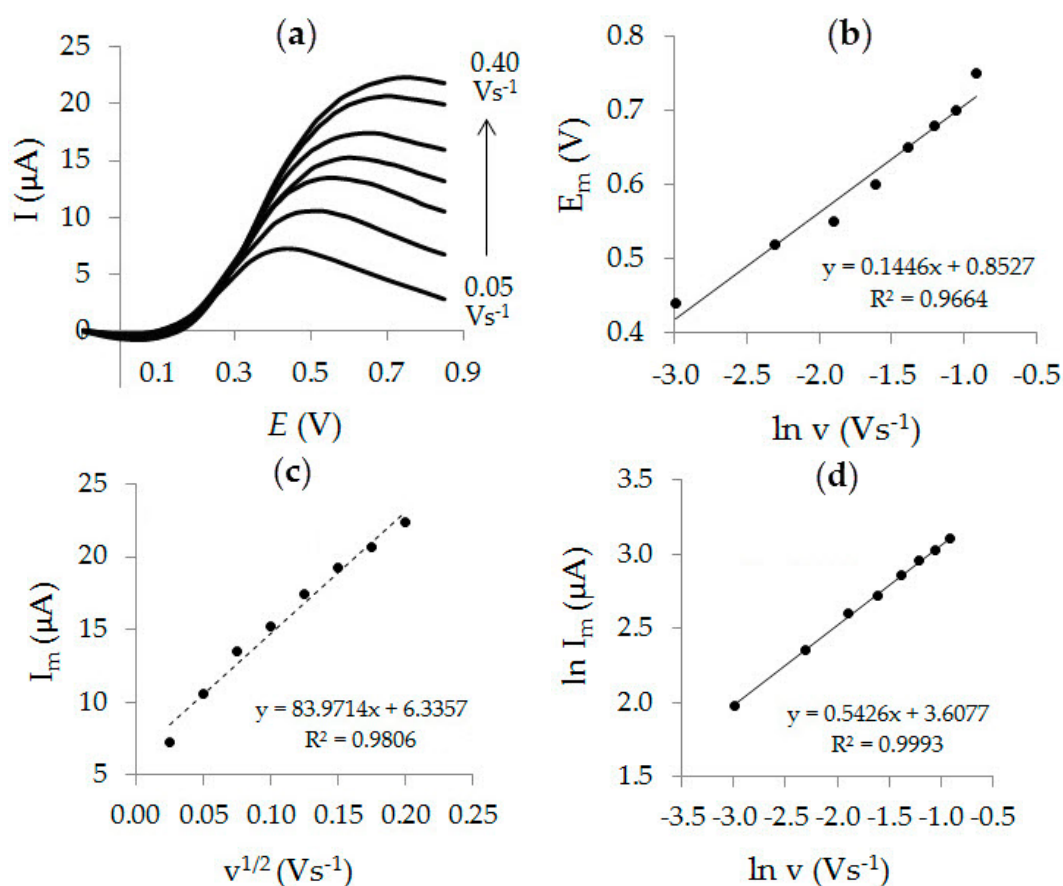 (a)
I (µA)
25
20
15
10
5
0
0.1 0.3 0.5 0.7 0.9
E (V)
0.40
Vs⁻¹
0.05
Vs⁻¹
(b)
E_m (V)
0.8
0.7
0.6
0.5
0.4
-3.0 -2.5 -2.0 -1.5 -1.0 -0.5
ln v (Vs⁻¹)
y = 0.1446x + 0.8527
R² = 0.9664
(c)
I_m (µA)
25
20
15
10
5
0.00 0.05 0.10 0.15 0.20 0.25
v^1/2 (Vs⁻¹)
y = 83.9714x + 6.3357
R² = 0.9806
(d)
ln I_m (µA)
3.5
3.0
2.5
2.0
1.5
-3.5 -3.0 -2.5 -2.0 -1.5 -1.0 -0.5
ln v (Vs⁻¹)
y = 0.5426x + 3.6077
R² = 0.9993